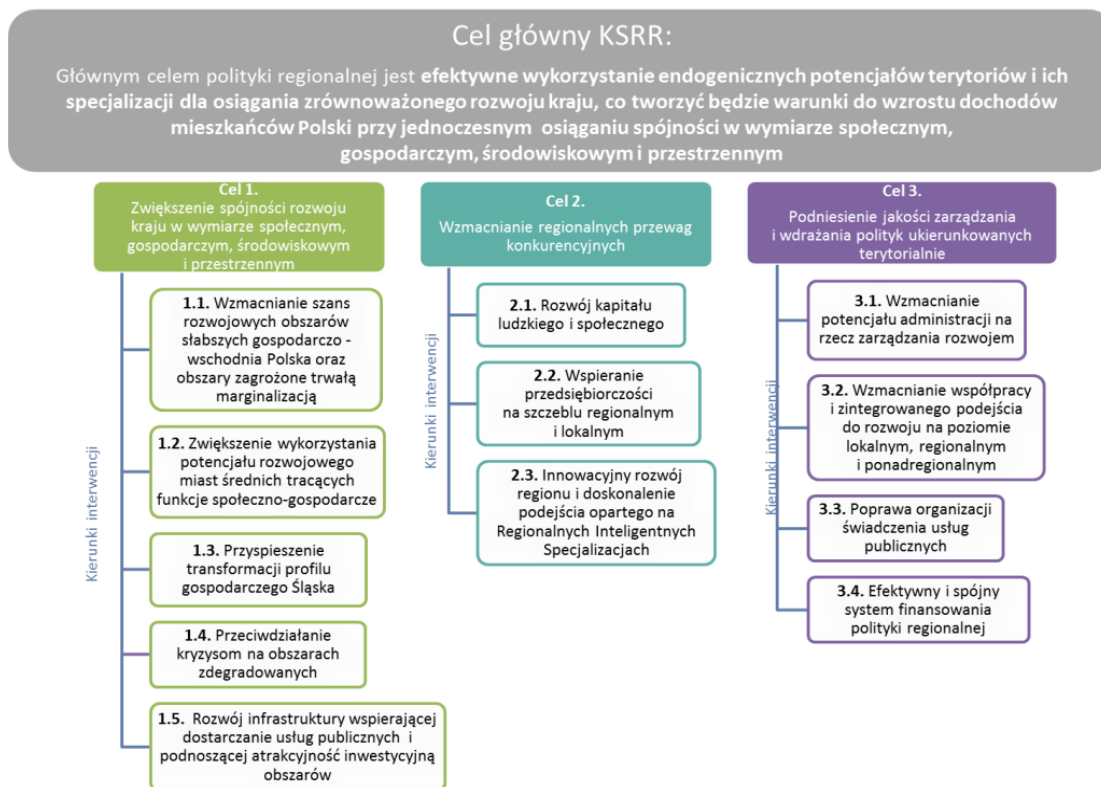 Cel główny KSRR:
Głównym celem polityki regionalnej jest efektywne wykorzystanie endogenicznych potencjałów terytoriów i ich
specjalizacji dla osiągania zrównoważonego rozwoju kraju, co tworzyć będzie warunki do wzrostu dochodów
mieszkańców Polski przy jednoczesnym osiąganiu spójności w wymiarze społecznym,
gospodarczym, środowiskowym i przestrzennym
Cel 1.
Zwiększenie spójności rozwoju
kraju w wymiarze społecznym,
gospodarczym, środowiskowym
i przestrzennym
Kierunki interwencji
1.1. Wzmacnianie szans
rozwojowych obszarów
słabszych gospodarczo -
wschodnia Polska oraz
obszary zagrożone trwałą
marginalizacją
1.2. Zwiększenie wykorzystania
potencjału rozwojowego
miast średnich tracących
funkcje społeczno-gospodarcze
1.3. Przyspieszenie
transformacji profilu
gospodarczego Śląska
1.4. Przeciwdziałanie
kryzysom na obszarach
zdegradowanych
1.5. Rozwój infrastruktury wspierającej
dostarczanie usług publicznych i
podnoszącej atrakcyjność inwestycyjną
obszarów
Cel 2.
Wzmacnianie regionalnych przewag
konkurencyjnych
Kierunki interwencji
2.1. Rozwój kapitału
ludzkiego i społecznego
2.2. Wspieranie
przedsiębiorczości
na szczeblu regionalnym
i lokalnym
2.3. Innowacyjny rozwój
regionu i doskonalenie
podejścia opartego na
Regionalnych Inteligentnych
Specjalizacjach
Cel 3.
Podniesienie jakości zarządzania
i wdrażania polityk ukierunkowanych
terytorialnie
Kierunki interwencji
3.1. Wzmacnianie
potencjału administracji na
rzecz zarządzania rozwojem
3.2. Wzmacnianie współpracy
i zintegrowanego podejścia
do rozwoju na poziomie
lokalnym, regionalnym
i ponadregionalnym
3.3. Poprawa organizacji
świadczenia usług
publicznych
3.4. Efektywny i spójny
system finansowania
polityki regionalnej